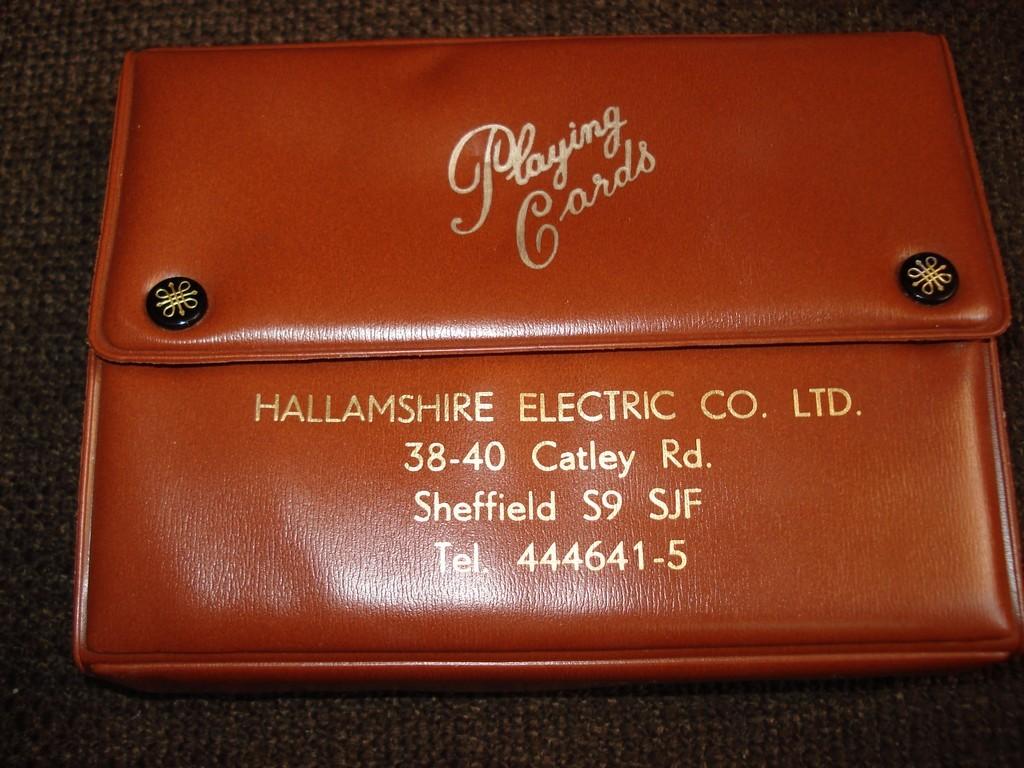 Playing
Cards
HALLAMSHIRE ELECTRIC CO. LTD.
38-40 Catley Rd.
Sheffield S9 SJF
Tel. 444641-5